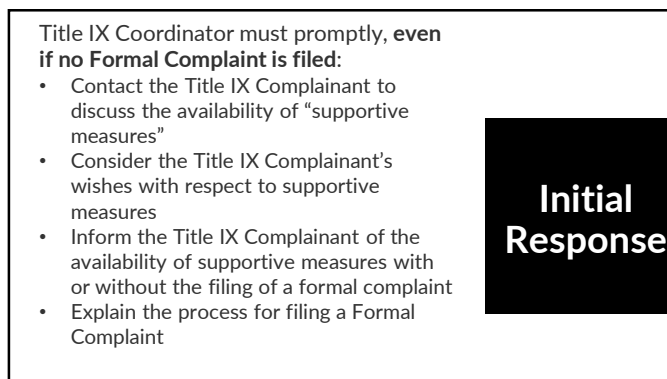 Title IX Coordinator must promptly, even
if no Formal Complaint is filed:
• Contact the Title IX Complainant to
discuss the availability of “supportive
measures”
• Consider the Title IX Complainant’s
wishes with respect to supportive
measures
• Inform the Title IX Complainant of the
availability of supportive measures with
or without the filing of a formal complaint
• Explain the process for filing a Formal
Complaint
Initial
Response